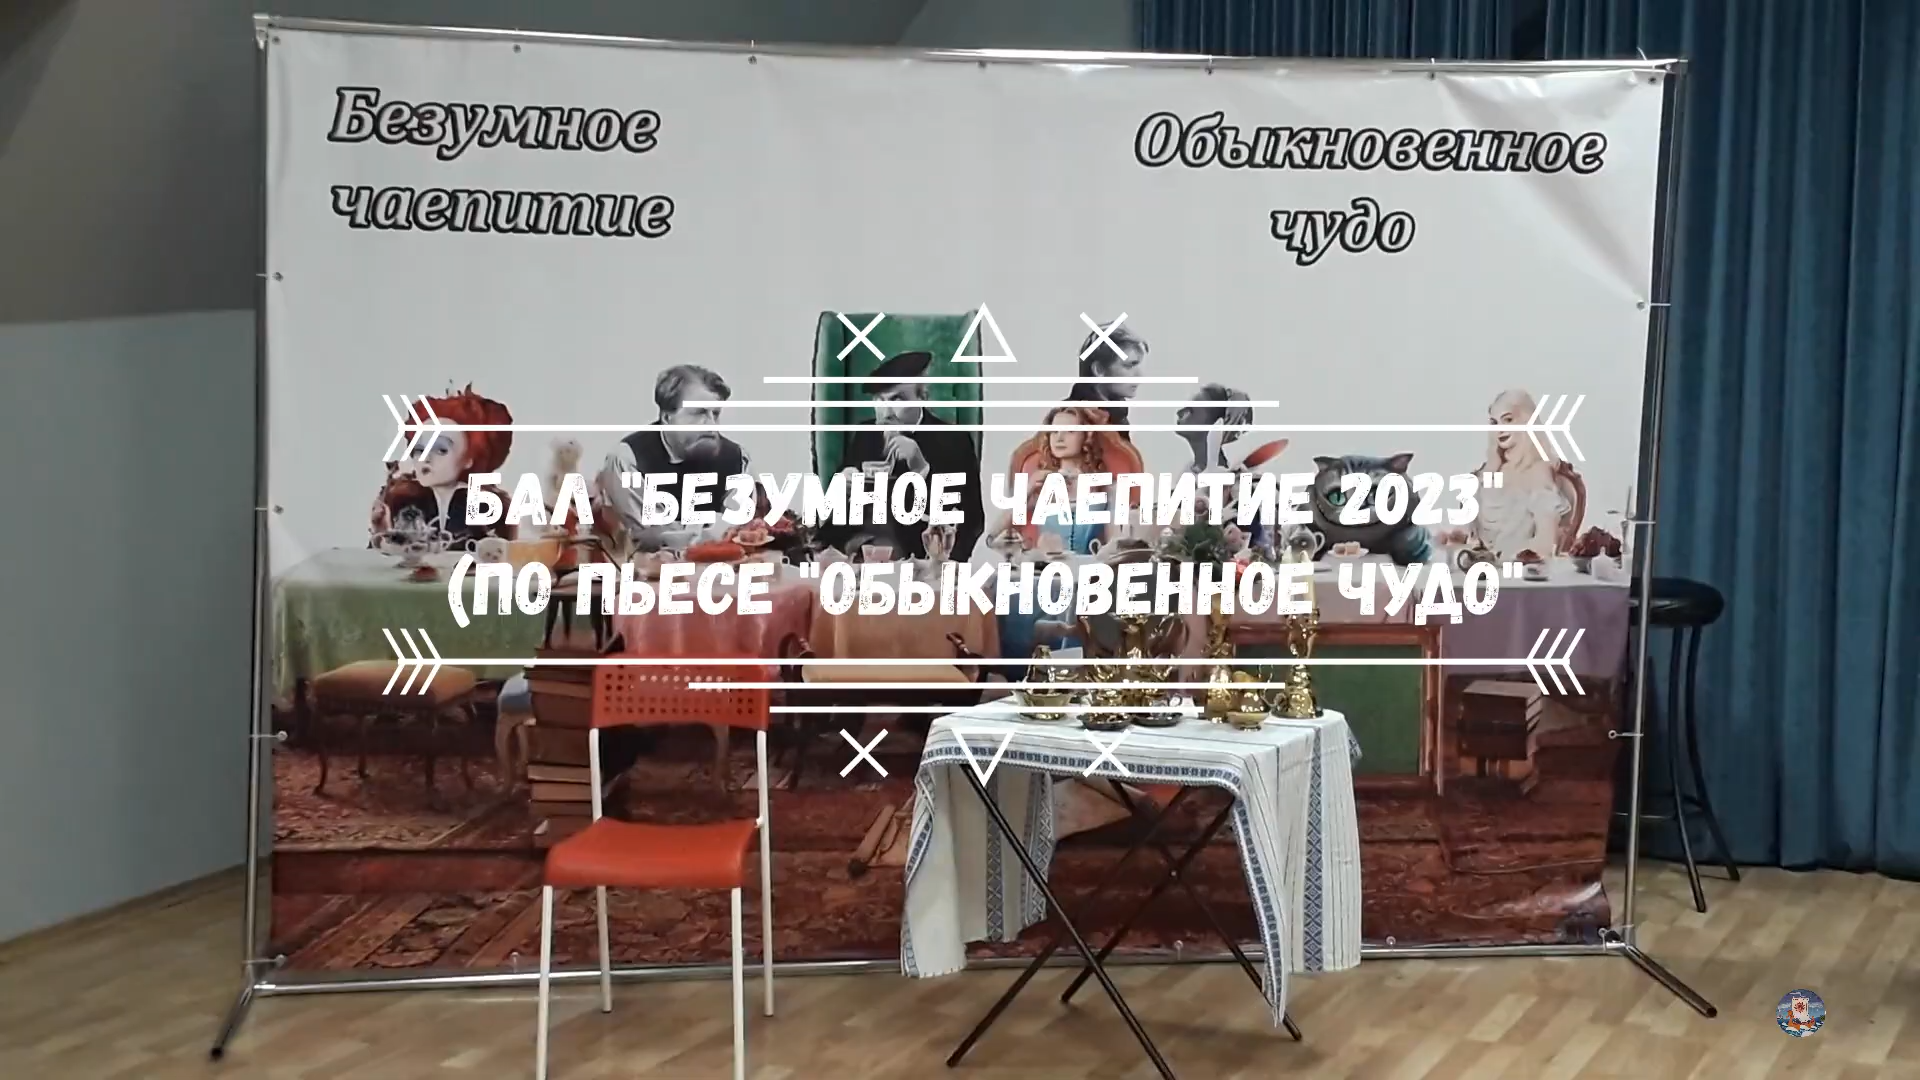 Безумное
чаепитие
Обыкновенное
чудо
БАЛ "БЕЗУМНОЕ ЧАЕПИТИЕ 2023"
(ПО ПЬЕСЕ "ОБЫКНОВЕННОЕ ЧУДО"